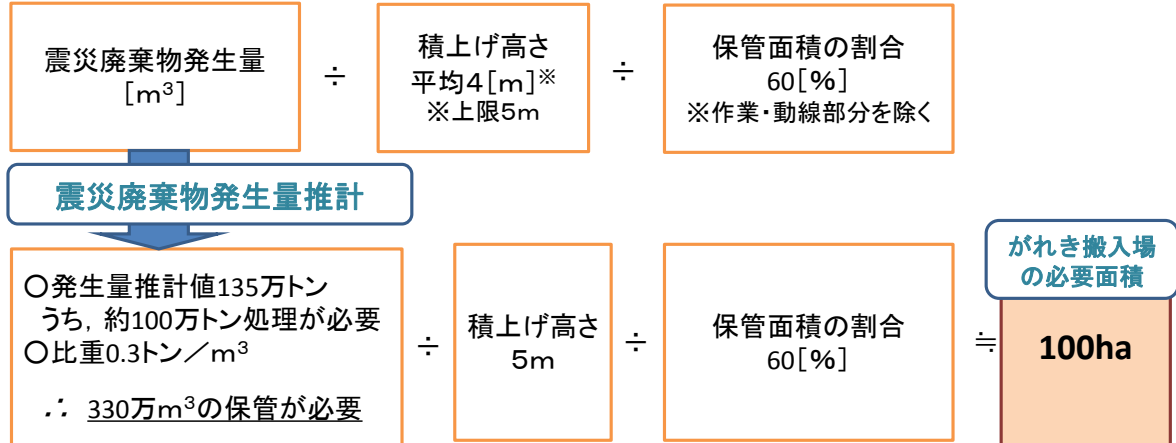 震災廃棄物発生量
[m³]
÷
積上げ高さ
平均4[m]※
※上限5m
÷
保管面積の割合
60[%]
※作業・動線部分を除く
震災廃棄物発生量推計
○発生量推計値135万トン
うち，約100万トン処理が必要
○比重0.3トン／m³
∴ 330万m³の保管が必要
÷
積上げ高さ
5m
÷
保管面積の割合
60[%]
≒
がれき搬入場
の必要面積
100ha